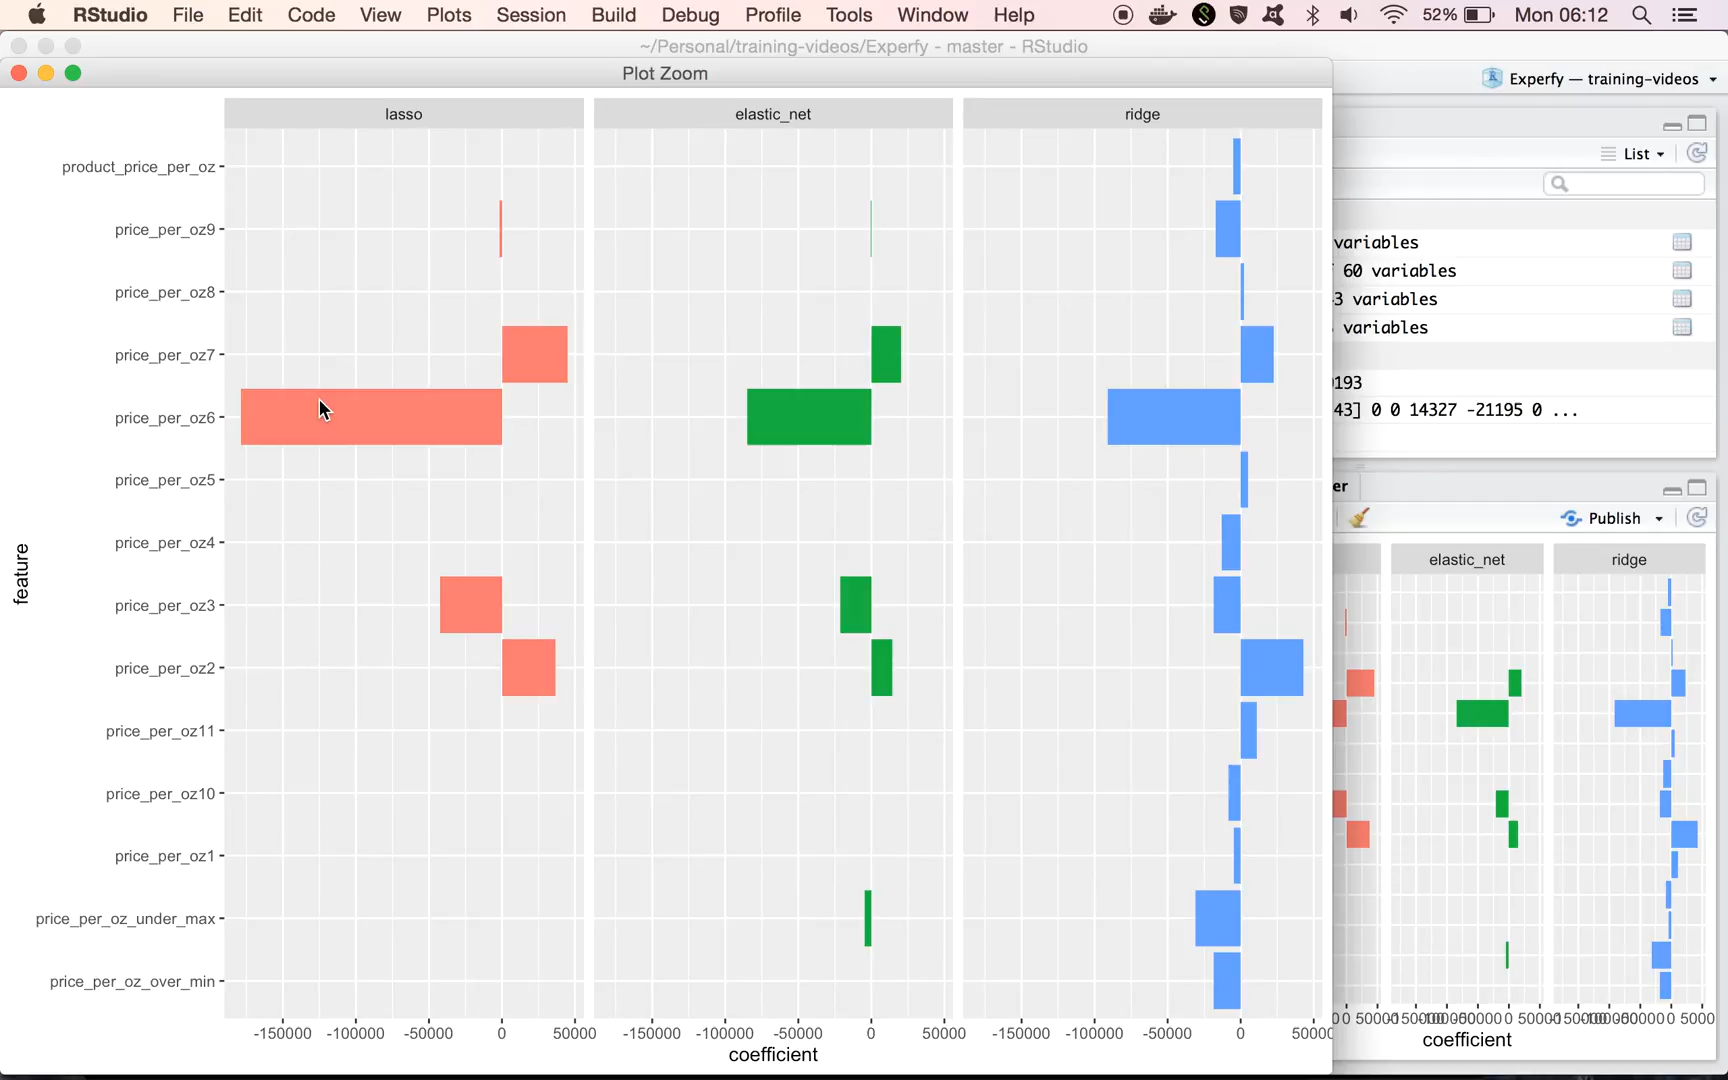 RStudio File Edit Code View Plots Session Build Debug Profile Tools Window Help 52% Mon 06:12
~/Personal/training-videos/Experfy - master - RStudio
Plot Zoom
Experfy — training-videos
lasso elastic_net ridge
List
product_price_per_oz
price_per_oz9
price_per_oz8
price_per_oz7
price_per_oz6
price_per_oz5
price_per_oz4
price_per_oz3
price_per_oz2
price_per_oz11
price_per_oz10
price_per_oz1
price_per_oz_under_max
price_per_oz_over_min
feature
-150000 -100000 -50000 0 50000 -150000 -100000 -50000 0 50000 -150000 -100000 -50000 0 50000
coefficient
variables
60 variables
3 variables
variables
193
43] 0 0 14327 -21195 0 ...
er
Publish
elastic_net ridge
coefficient